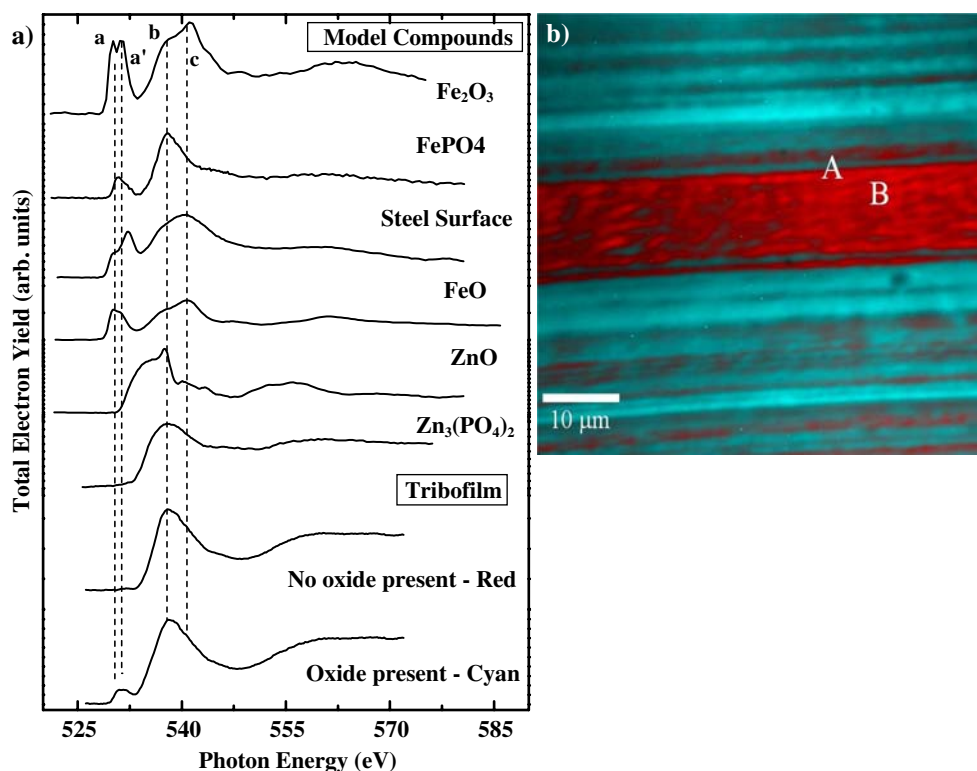 a)
a
a'
b
c
Model Compounds
Fe₂O₃
FePO4
Steel Surface
FeO
ZnO
Zn₃(PO₄)₂
Tribofilm
No oxide present - Red
Oxide present - Cyan
Total Electron Yield (arb. units)
525 540 555 570 585
Photon Energy (eV)
b)
A
B
10 μm